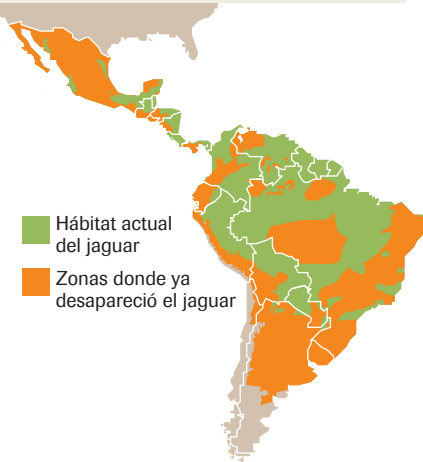 Hábitat actual
del jaguar
Zonas donde ya
desapareció el jaguar